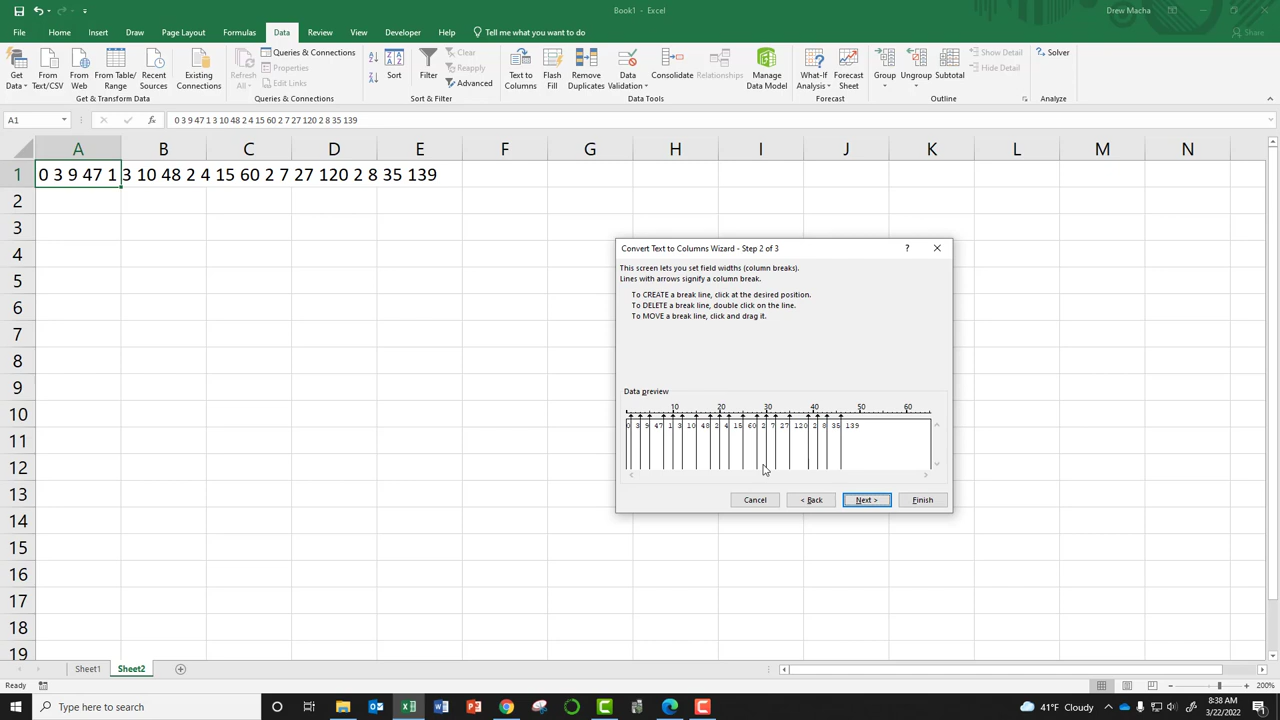 Book1 - Excel
Drew Macha
File Home Insert Draw Page Layout Formulas Data Review View Developer Help Tell me what you want to do Share
Get Data From Text/CSV From Web From Table/ Range Recent Sources Existing Connections Refresh All Queries & Connections Properties Edit Links Sort Filter Clear Reapply Advanced Text to Columns Flash Fill Remove Duplicates Data Validation Consolidate Relationships Manage Data Model What-If Analysis Forecast Sheet Group Ungroup Subtotal Show Detail Hide Detail Solver
Get & Transform Data Queries & Connections Sort & Filter Data Tools Forecast Outline Analyze
A1 fx 0 3 9 47 1 3 10 48 2 4 15 60 2 7 27 120 2 8 35 139
A B C D E F G H I J K L M N
1 0 3 9 47 1 3 10 48 2 4 15 60 2 7 27 120 2 8 35 139
2
3
4
5
6
7
8
9
10
11
12
13
14
15
16
17
18
19
Convert Text to Columns Wizard - Step 2 of 3 ?
This screen lets you set field widths (column breaks).
Lines with arrows signify a column break.
To CREATE a break line, click at the desired position.
To DELETE a break line, double click on the line.
To MOVE a break line, click and drag it.
Data preview
10 20 30 40 50 60
0 3 9 47 1 3 10 48 2 4 15 60 2 7 27 120 2 8 35 139
Cancel < Back Next > Finish
Sheet1 Sheet2
Ready 200%
Type here to search 41°F Cloudy 8:38 AM
3/22/2022